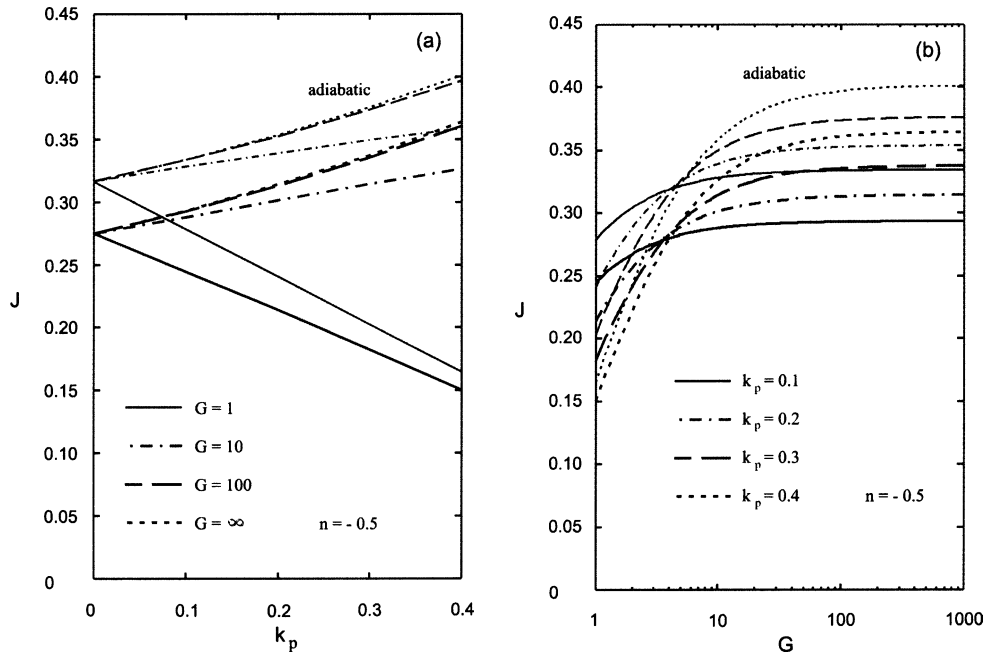 0.45
(a)
0.40
adiabatic
0.35
0.30
0.25
J
0.20
0.15
G = 1
0.10
G = 10
G = 100
0.05
G = ∞
n = - 0.5
0
0
0.1
0.2
0.3
0.4
k p
0.45
(b)
0.40
adiabatic
0.35
0.30
0.25
J
0.20
0.15
k p = 0.1
k p = 0.2
0.10
k p = 0.3
0.05
k p = 0.4
n = - 0.5
0
1
10
100
1000
G